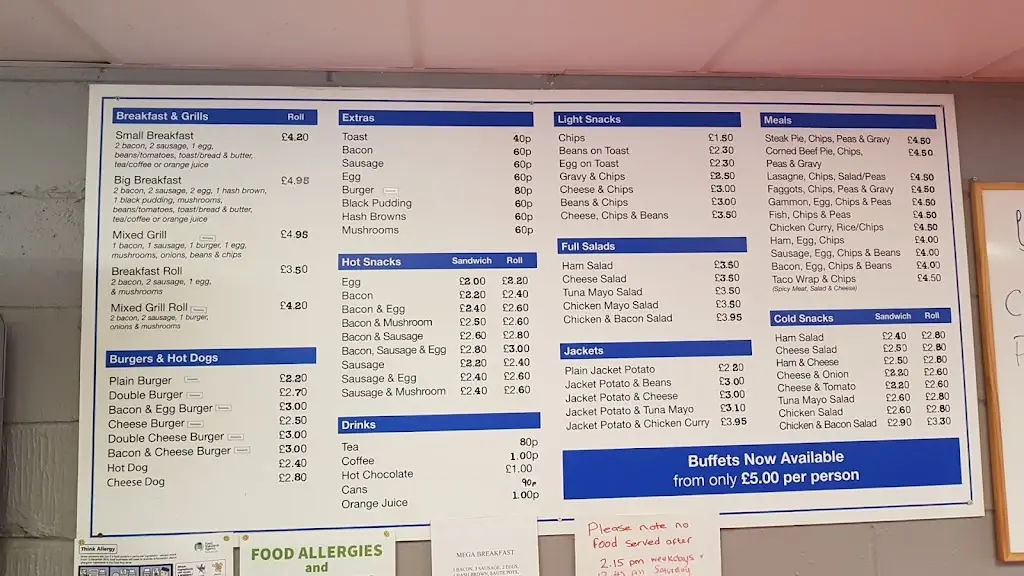 Breakfast & Grills Roll
Small Breakfast £4.20
2 bacon, 2 sausage, 1 egg,
beans/tomatoes, toast/bread & butter,
tea/coffee or orange juice
Big Breakfast £4.95
2 bacon, 2 sausage, 2 egg, 1 hash brown,
1 black pudding, mushrooms,
beans/tomatoes, toast/bread & butter,
tea/coffee or orange juice
Mixed Grill £4.95
1 bacon, 1 sausage, 1 burger, 1 egg,
mushrooms, onions, beans & chips
Breakfast Roll £3.50
2 bacon, 2 sausage, 1 egg,
& mushrooms
Mixed Grill Roll £4.20
2 bacon, 2 sausage, 1 burger,
onions & mushrooms
Burgers & Hot Dogs
Plain Burger £2.20
Double Burger £2.70
Bacon & Egg Burger £3.00
Cheese Burger £2.50
Double Cheese Burger £3.00
Bacon & Cheese Burger £3.00
Hot Dog £2.40
Cheese Dog £2.80
Extras
Toast 40p
Bacon 60p
Sausage 60p
Egg 60p
Burger 80p
Black Pudding 60p
Hash Browns 60p
Mushrooms 60p
Hot Snacks Sandwich Roll
Egg £2.00 £2.20
Bacon £2.20 £2.40
Bacon & Egg £2.40 £2.60
Bacon & Mushroom £2.50 £2.60
Bacon & Sausage £2.60 £2.80
Bacon, Sausage & Egg £2.80 £3.00
Sausage £2.20 £2.40
Sausage & Egg £2.40 £2.60
Sausage & Mushroom £2.40 £2.60
Drinks
Tea 80p
Coffee 1.00p
Hot Chocolate £1.00
Cans 90p
Orange Juice 1.00p
Light Snacks
Chips £1.50
Beans on Toast £2.30
Egg on Toast £2.30
Gravy & Chips £2.50
Cheese & Chips £3.00
Beans & Chips £3.00
Cheese, Chips & Beans £3.50
Full Salads
Ham Salad £3.50
Cheese Salad £3.50
Tuna Mayo Salad £3.50
Chicken Mayo Salad £3.50
Chicken & Bacon Salad £3.95
Jackets
Plain Jacket Potato £2.20
Jacket Potato & Beans £3.00
Jacket Potato & Cheese £3.00
Jacket Potato & Tuna Mayo £3.10
Jacket Potato & Chicken Curry £3.95
Meals
Steak Pie, Chips, Peas & Gravy £4.50
Corned Beef Pie, Chips, £4.50
Peas & Gravy
Lasagne, Chips, Salad/Peas £4.50
Faggots, Chips, Peas & Gravy £4.50
Gammon, Egg, Chips & Peas £4.50
Fish, Chips & Peas £4.50
Chicken Curry, Rice/Chips £4.50
Ham, Egg, Chips £4.00
Sausage, Egg, Chips & Beans £4.00
Bacon, Egg, Chips & Beans £4.00
Taco Wrap & Chips £4.50
(Spicy Meat, Salad & Cheese)
Cold Snacks Sandwich Roll
Ham Salad £2.40 £2.80
Cheese Salad £2.50 £2.80
Ham & Cheese £2.50 £2.80
Cheese & Onion £2.20 £2.60
Cheese & Tomato £2.20 £2.60
Tuna Mayo Salad £2.60 £2.80
Chicken Salad £2.60 £2.80
Chicken & Bacon Salad £2.90 £3.30
Buffets Now Available
from only £5.00 per person
Think Allergy
FOOD ALLERGIES
and
MEGA BREAKFAST
Please note no
food served after
2.15 pm weekdays
Saturday